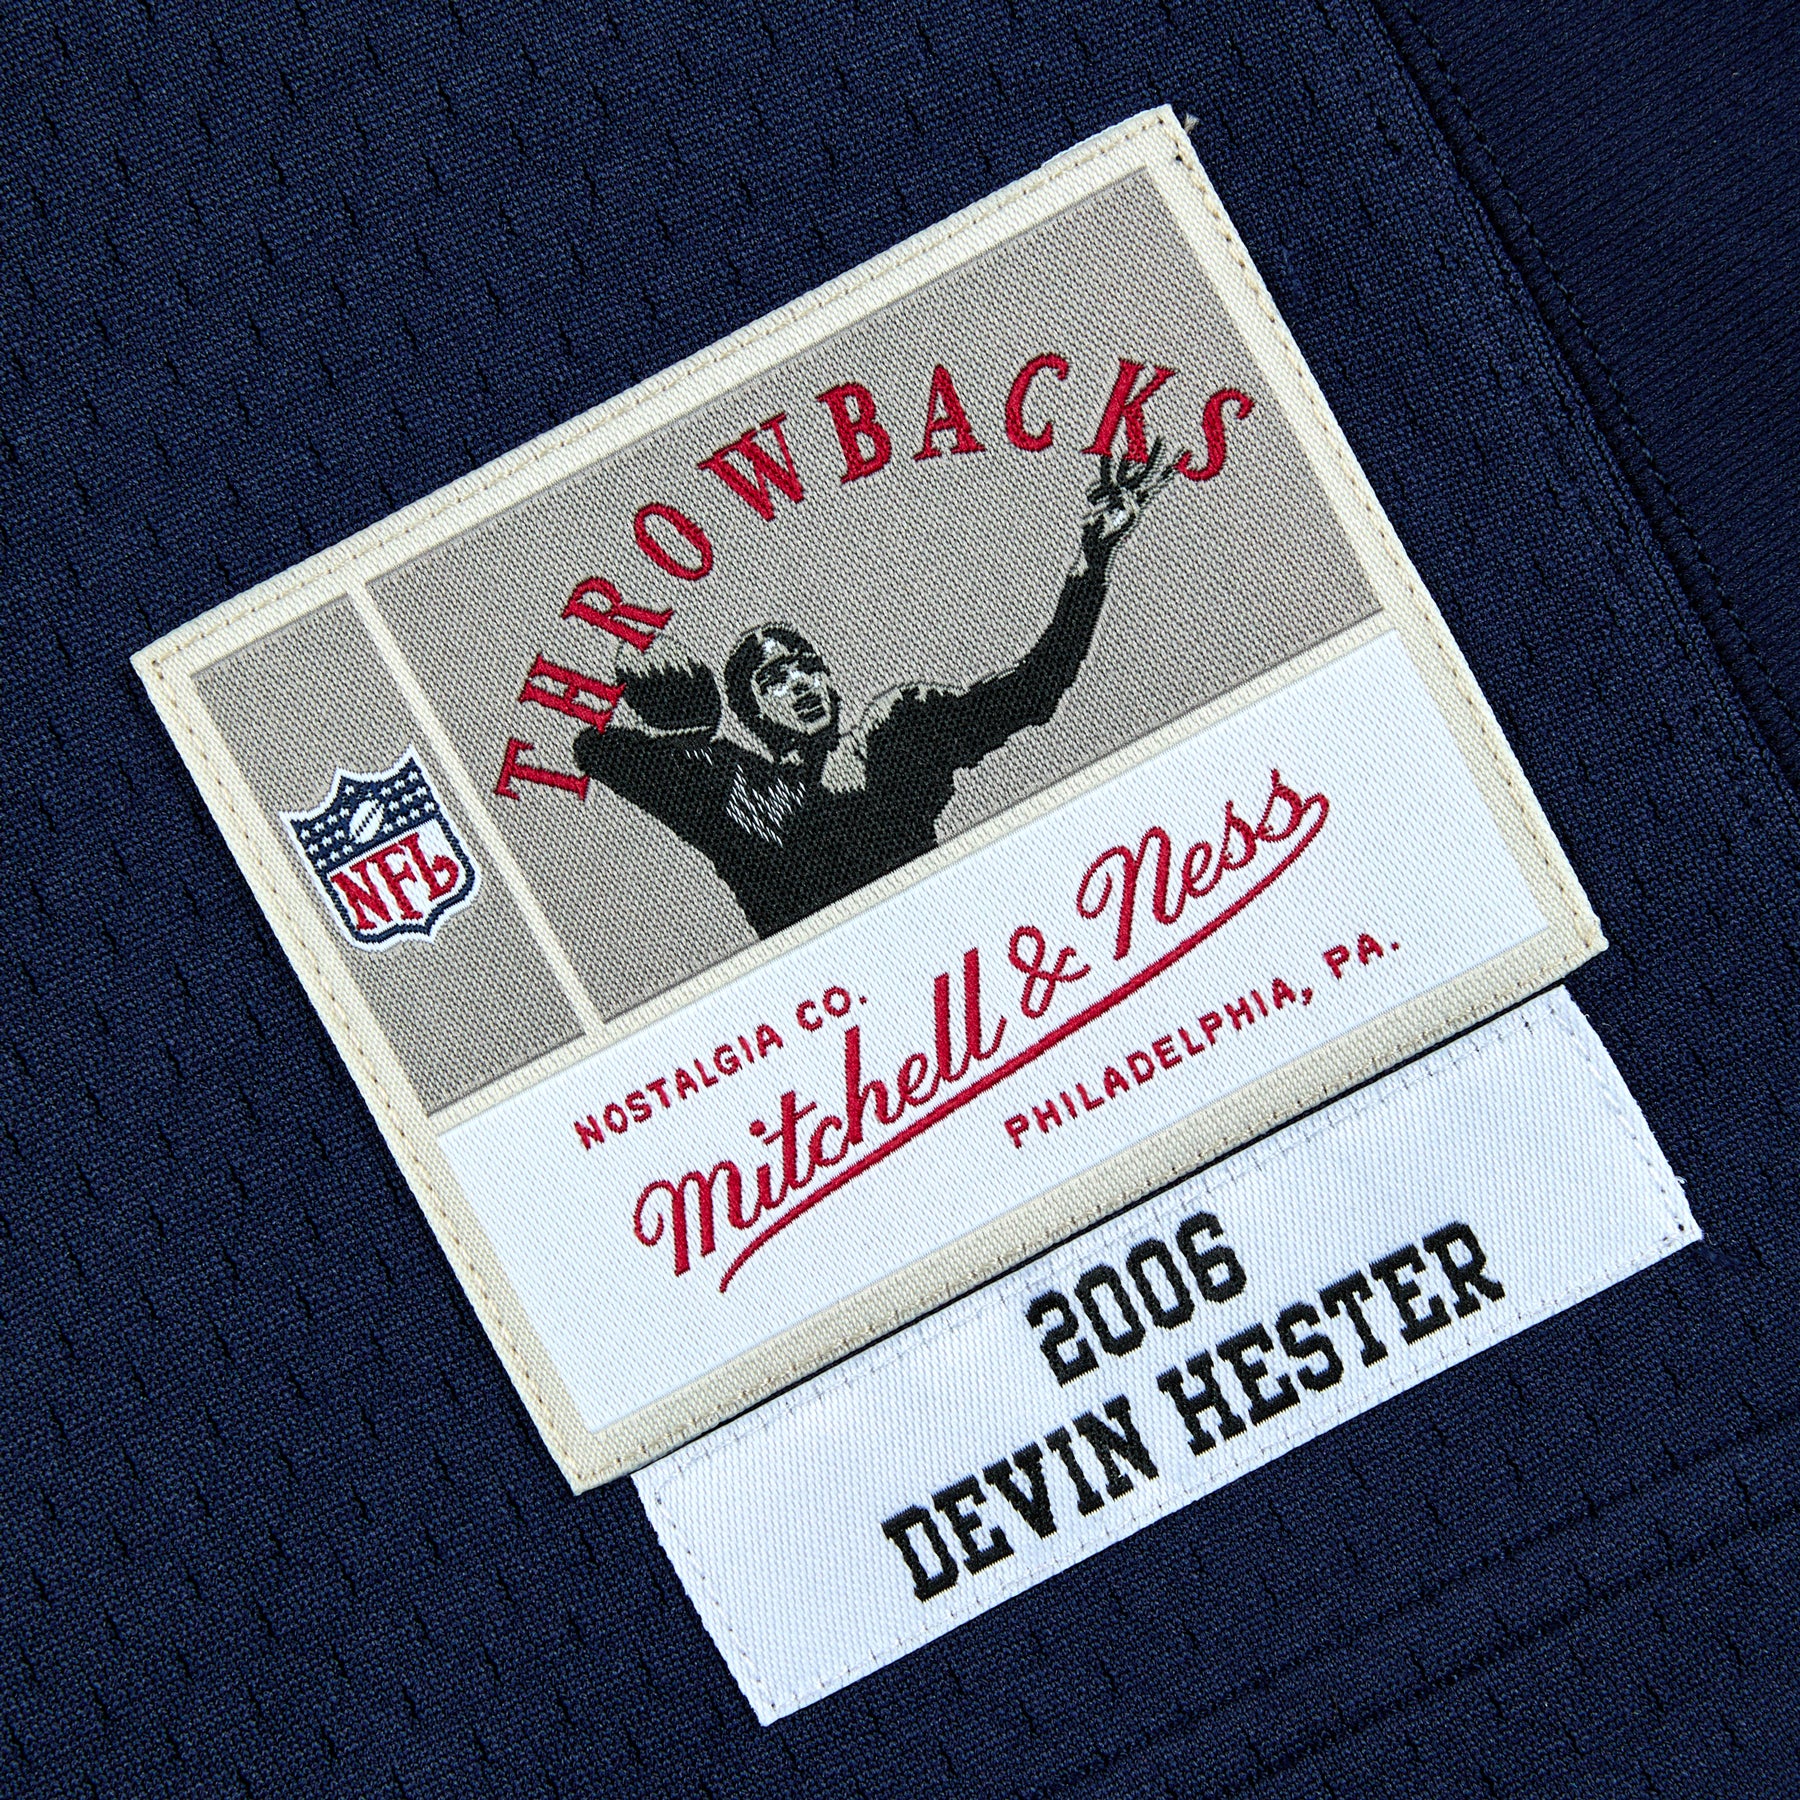 THROWBACKS
NFL
NOSTALGIA CO.
Mitchell & Ness
PHILADELPHIA, PA.
2006
DEVIN HESTER